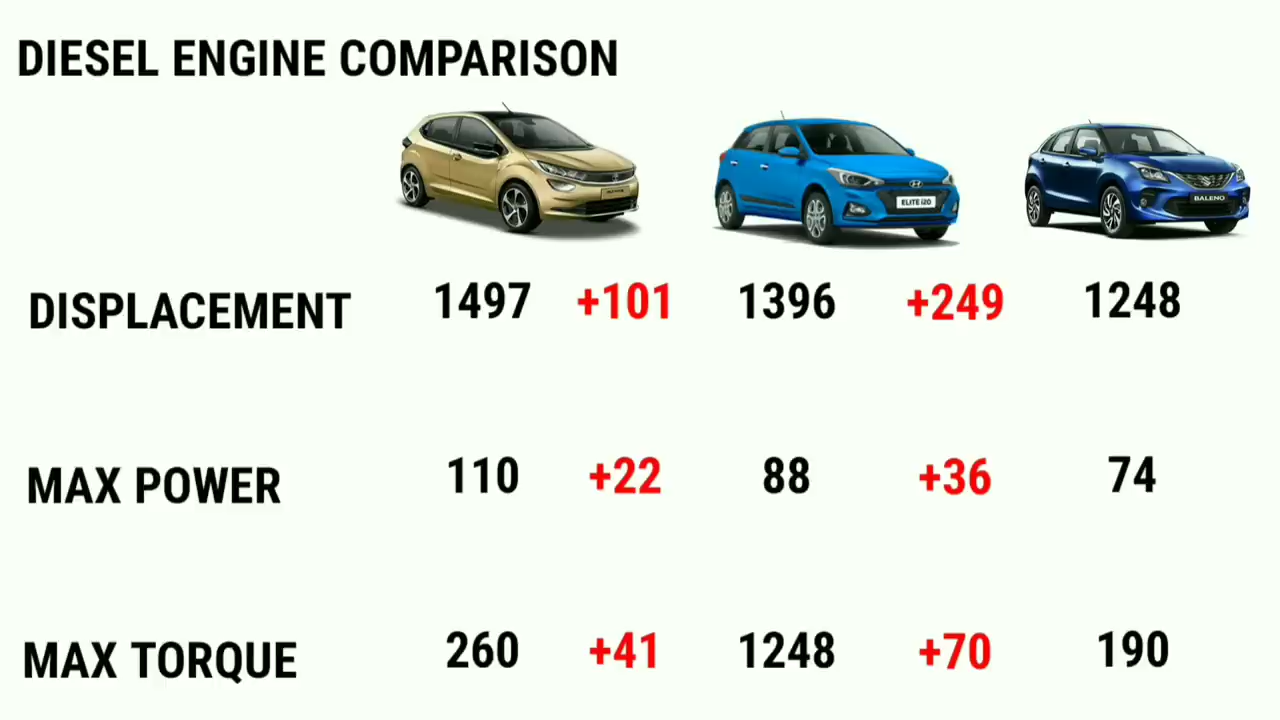 DIESEL ENGINE COMPARISON
ELITE i20
BALENO
DISPLACEMENT 1497 +101 1396 +249 1248
MAX POWER 110 +22 88 +36 74
MAX TORQUE 260 +41 1248 +70 190